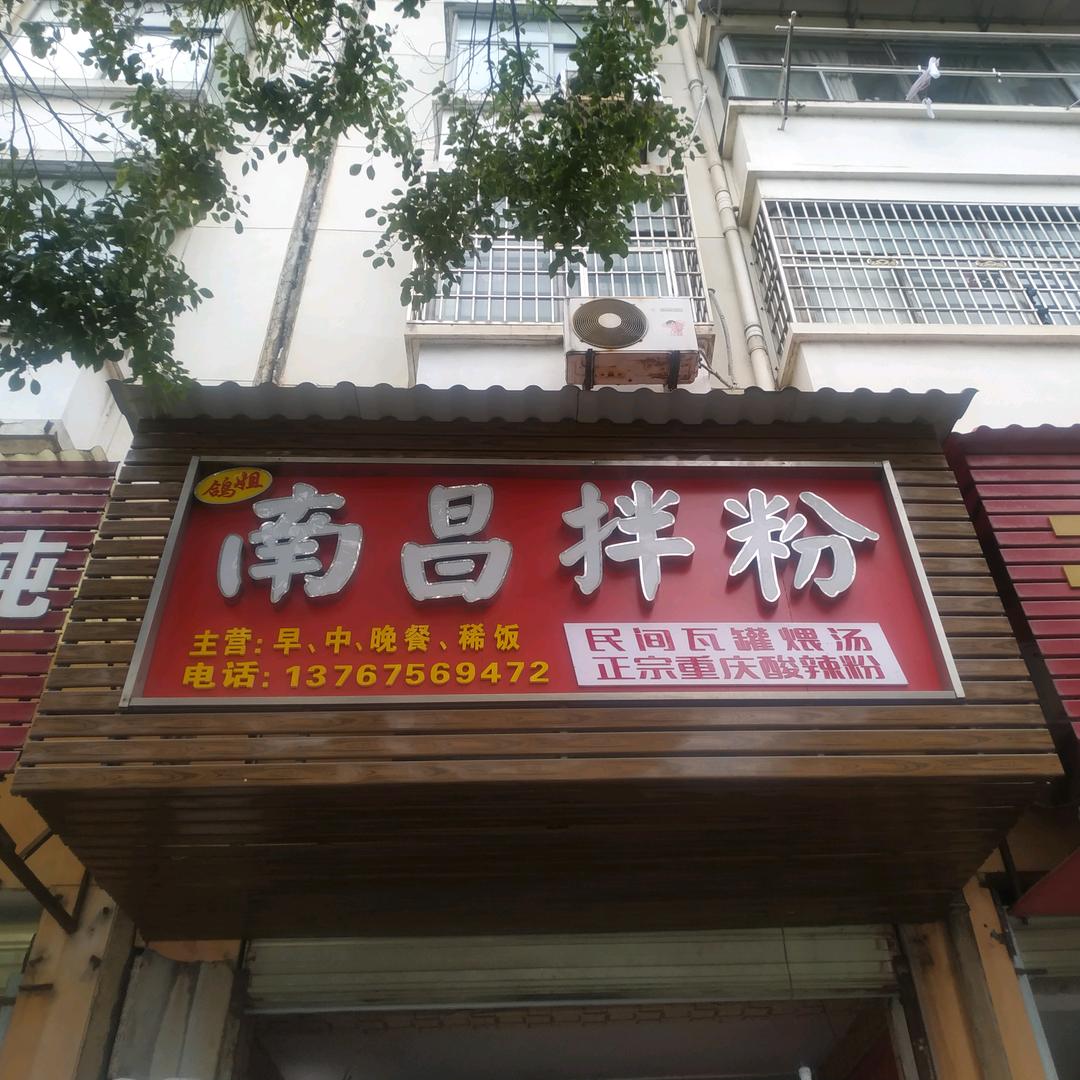 鸽姐
南昌拌粉
主营:早、中、晚餐、稀饭
电话:13767569472
民间瓦罐煨汤
正宗重庆酸辣粉
炖